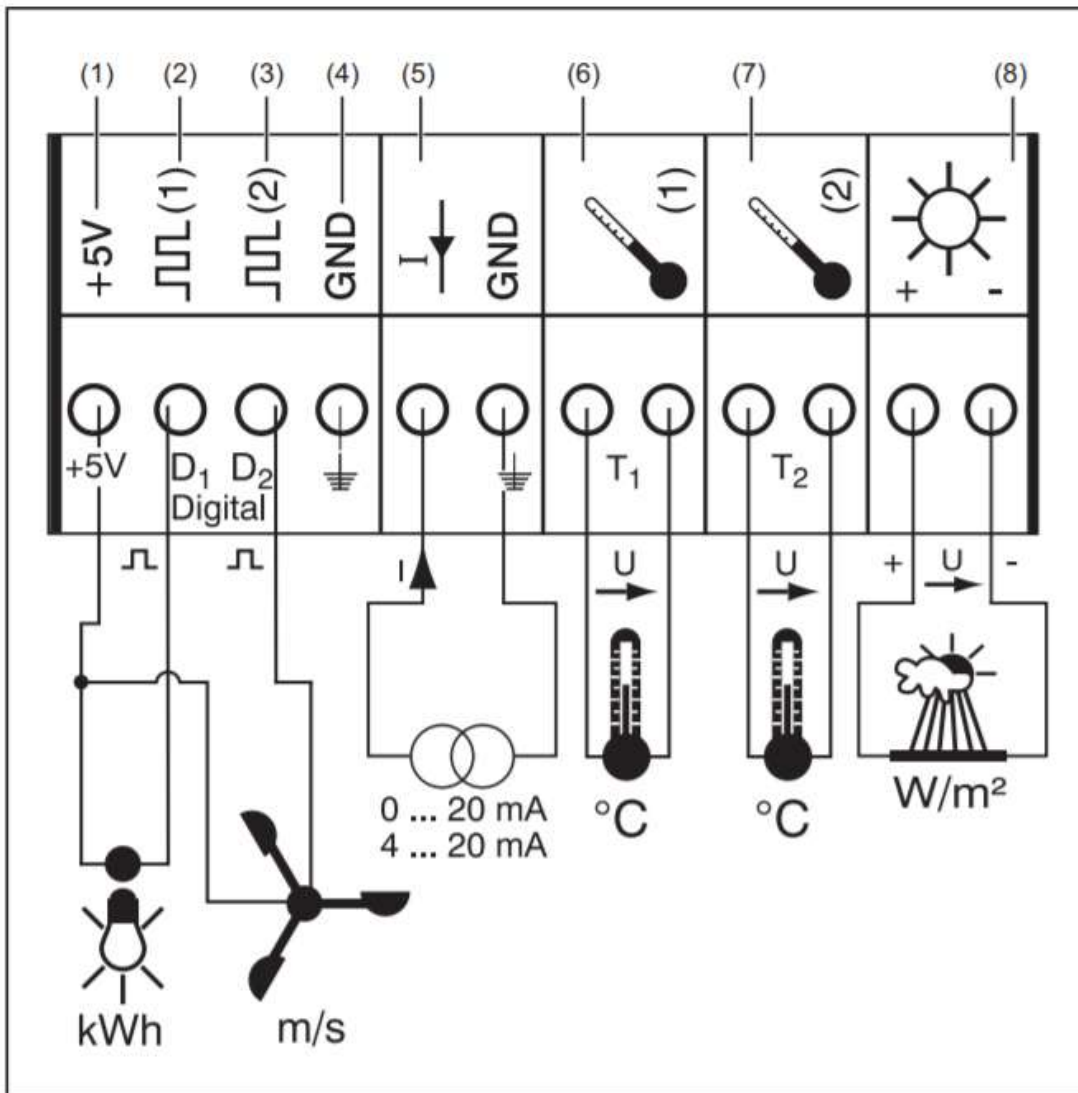 (1) (2) (3) (4) (5) (6) (7) (8)
+5V (1) (2) GND I GND (1) (2) + -
+5V D₁ D₂ T₁ T₂
Digital
I U U + U -
0 ... 20 mA
4 ... 20 mA
°C °C W/m²
kWh m/s